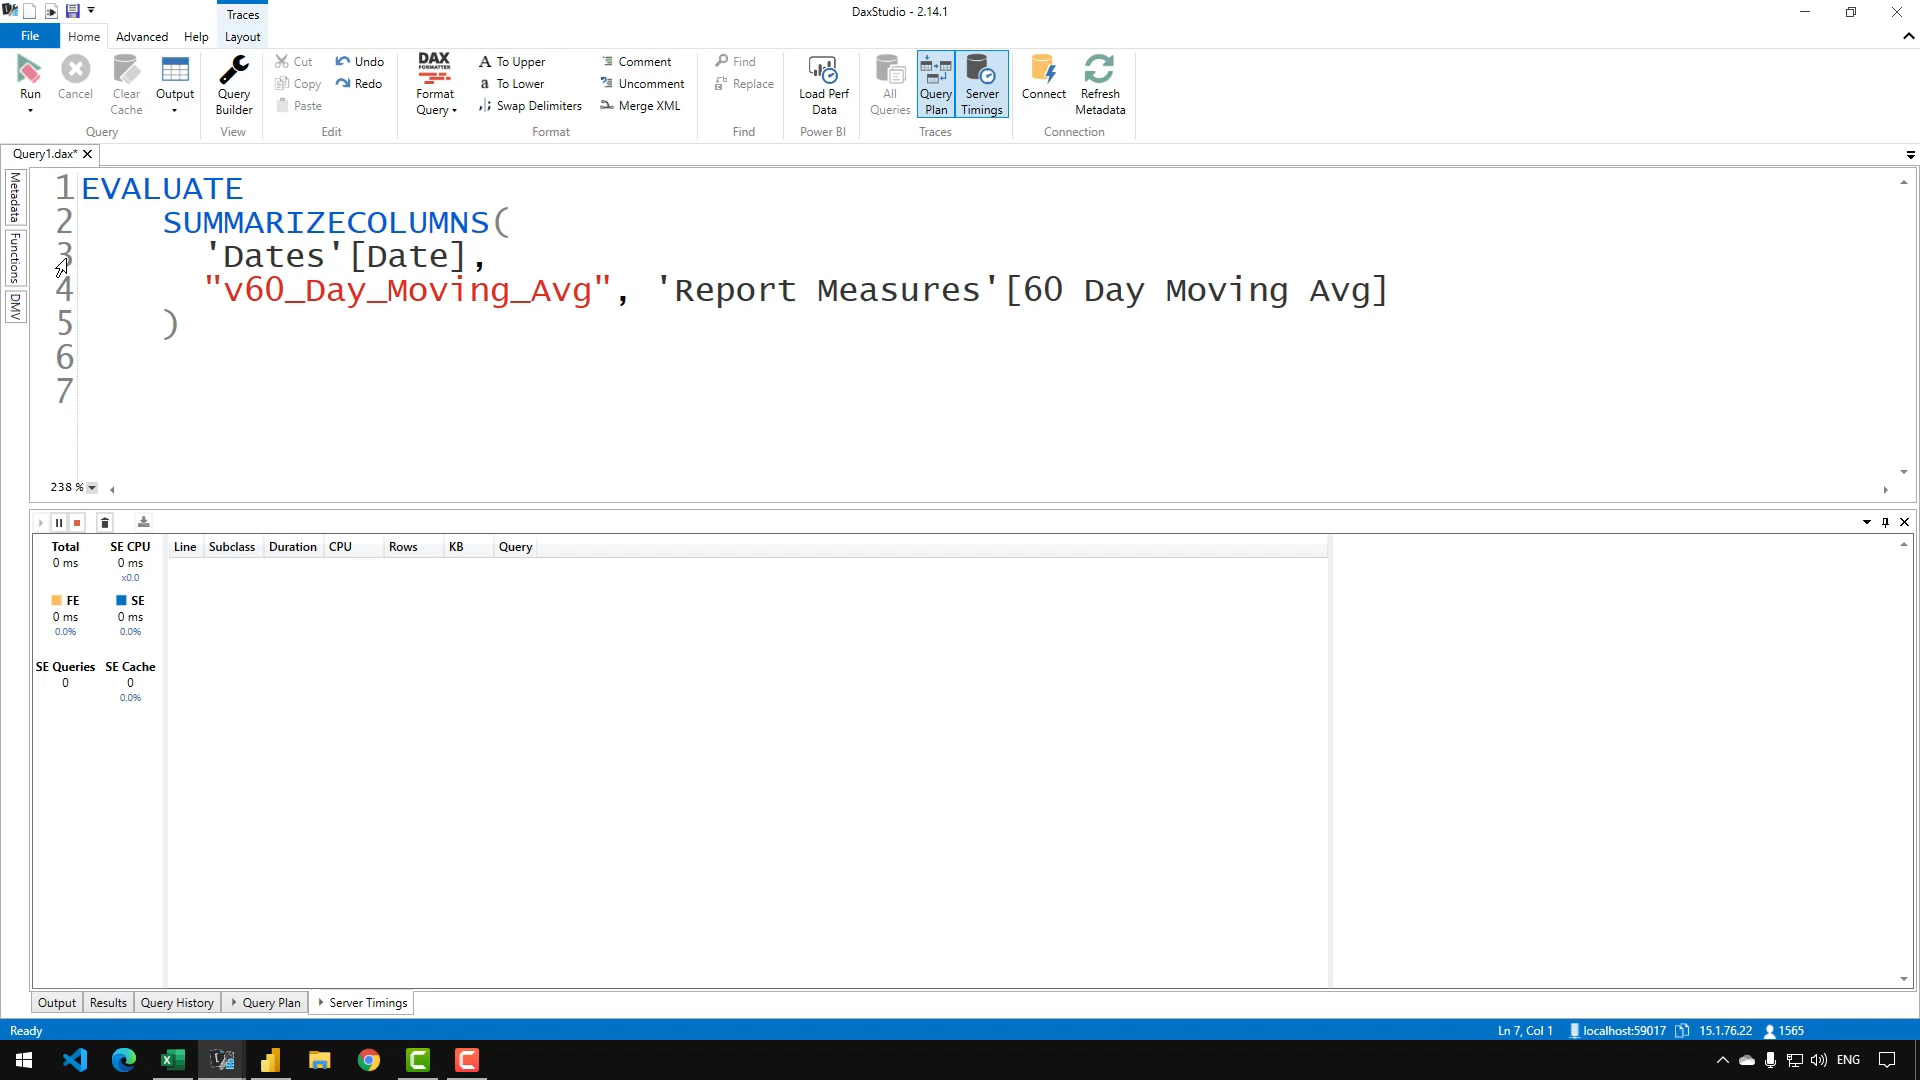 Traces
DaxStudio - 2.14.1
File
Home
Advanced
Help
Layout
Run
Cancel
Clear
Cache
Output
Query
Query
Builder
View
Cut
Copy
Paste
Undo
Redo
Edit
DAX
FORMATTER
Format
Query
To Upper
To Lower
Swap Delimiters
Comment
Uncomment
Merge XML
Format
Find
Replace
Find
Load Perf
Data
Power BI
All
Queries
Query
Plan
Server
Timings
Traces
Connect
Refresh
Metadata
Connection
Query1.dax*
Metadata
Functions
DMV
1 EVALUATE
2 SUMMARIZECOLUMNS(
3 'Dates'[Date],
4 "v60_Day_Moving_Avg", 'Report Measures'[60 Day Moving Avg]
5 )
6
7
238 %
Total
0 ms
SE CPU
0 ms
x0.0
FE
0 ms
0.0%
SE
0 ms
0.0%
SE Queries
0
SE Cache
0
0.0%
Line Subclass Duration CPU Rows KB Query
Output Results Query History Query Plan Server Timings
Ready
Ln 7, Col 1 localhost:59017 15.1.76.22 1565
ENG